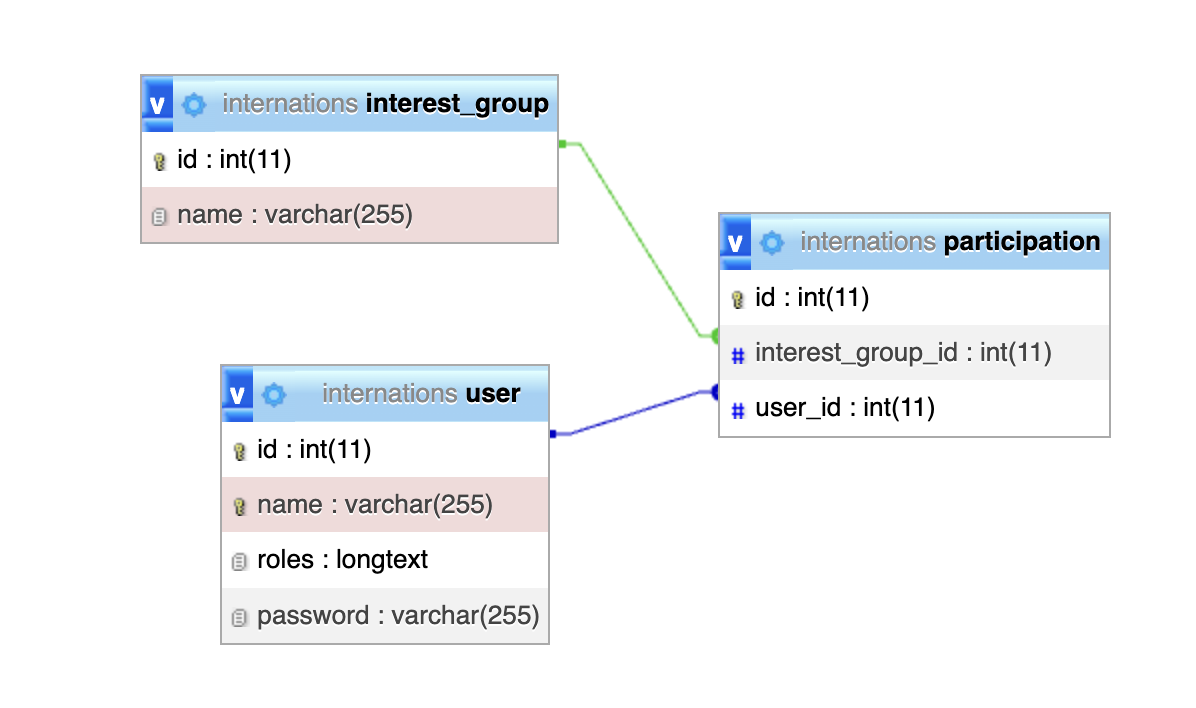 v internations interest_group
id : int(11)
name : varchar(255)
v internations participation
id : int(11)
# interest_group_id : int(11)
# user_id : int(11)
v internations user
id : int(11)
name : varchar(255)
roles : longtext
password : varchar(255)